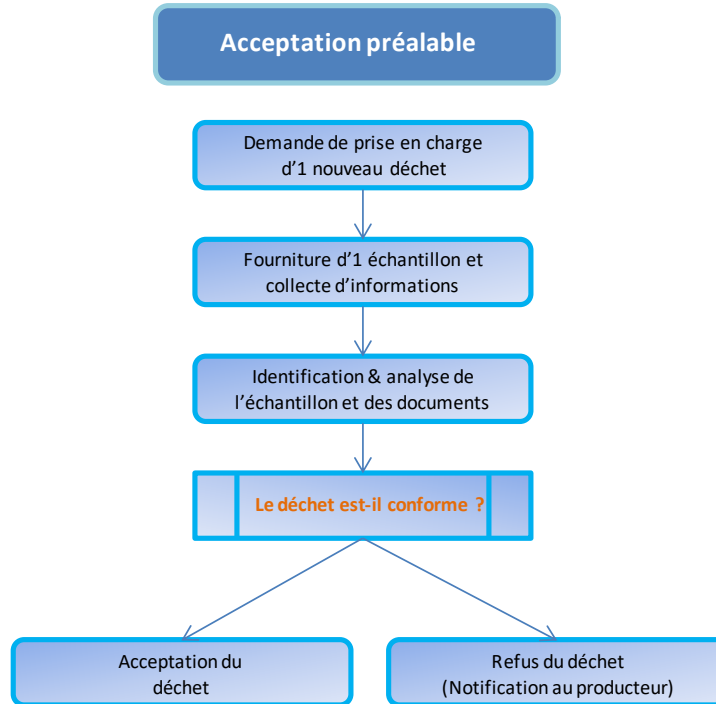 Acceptation préalable
Demande de prise en charge
d'1 nouveau déchet
Fourniture d'1 échantillon et
collecte d'informations
Identification & analyse de
l'échantillon et des documents
Le déchet est-il conforme ?
Acceptation du
déchet
Refus du déchet
(Notification au producteur)